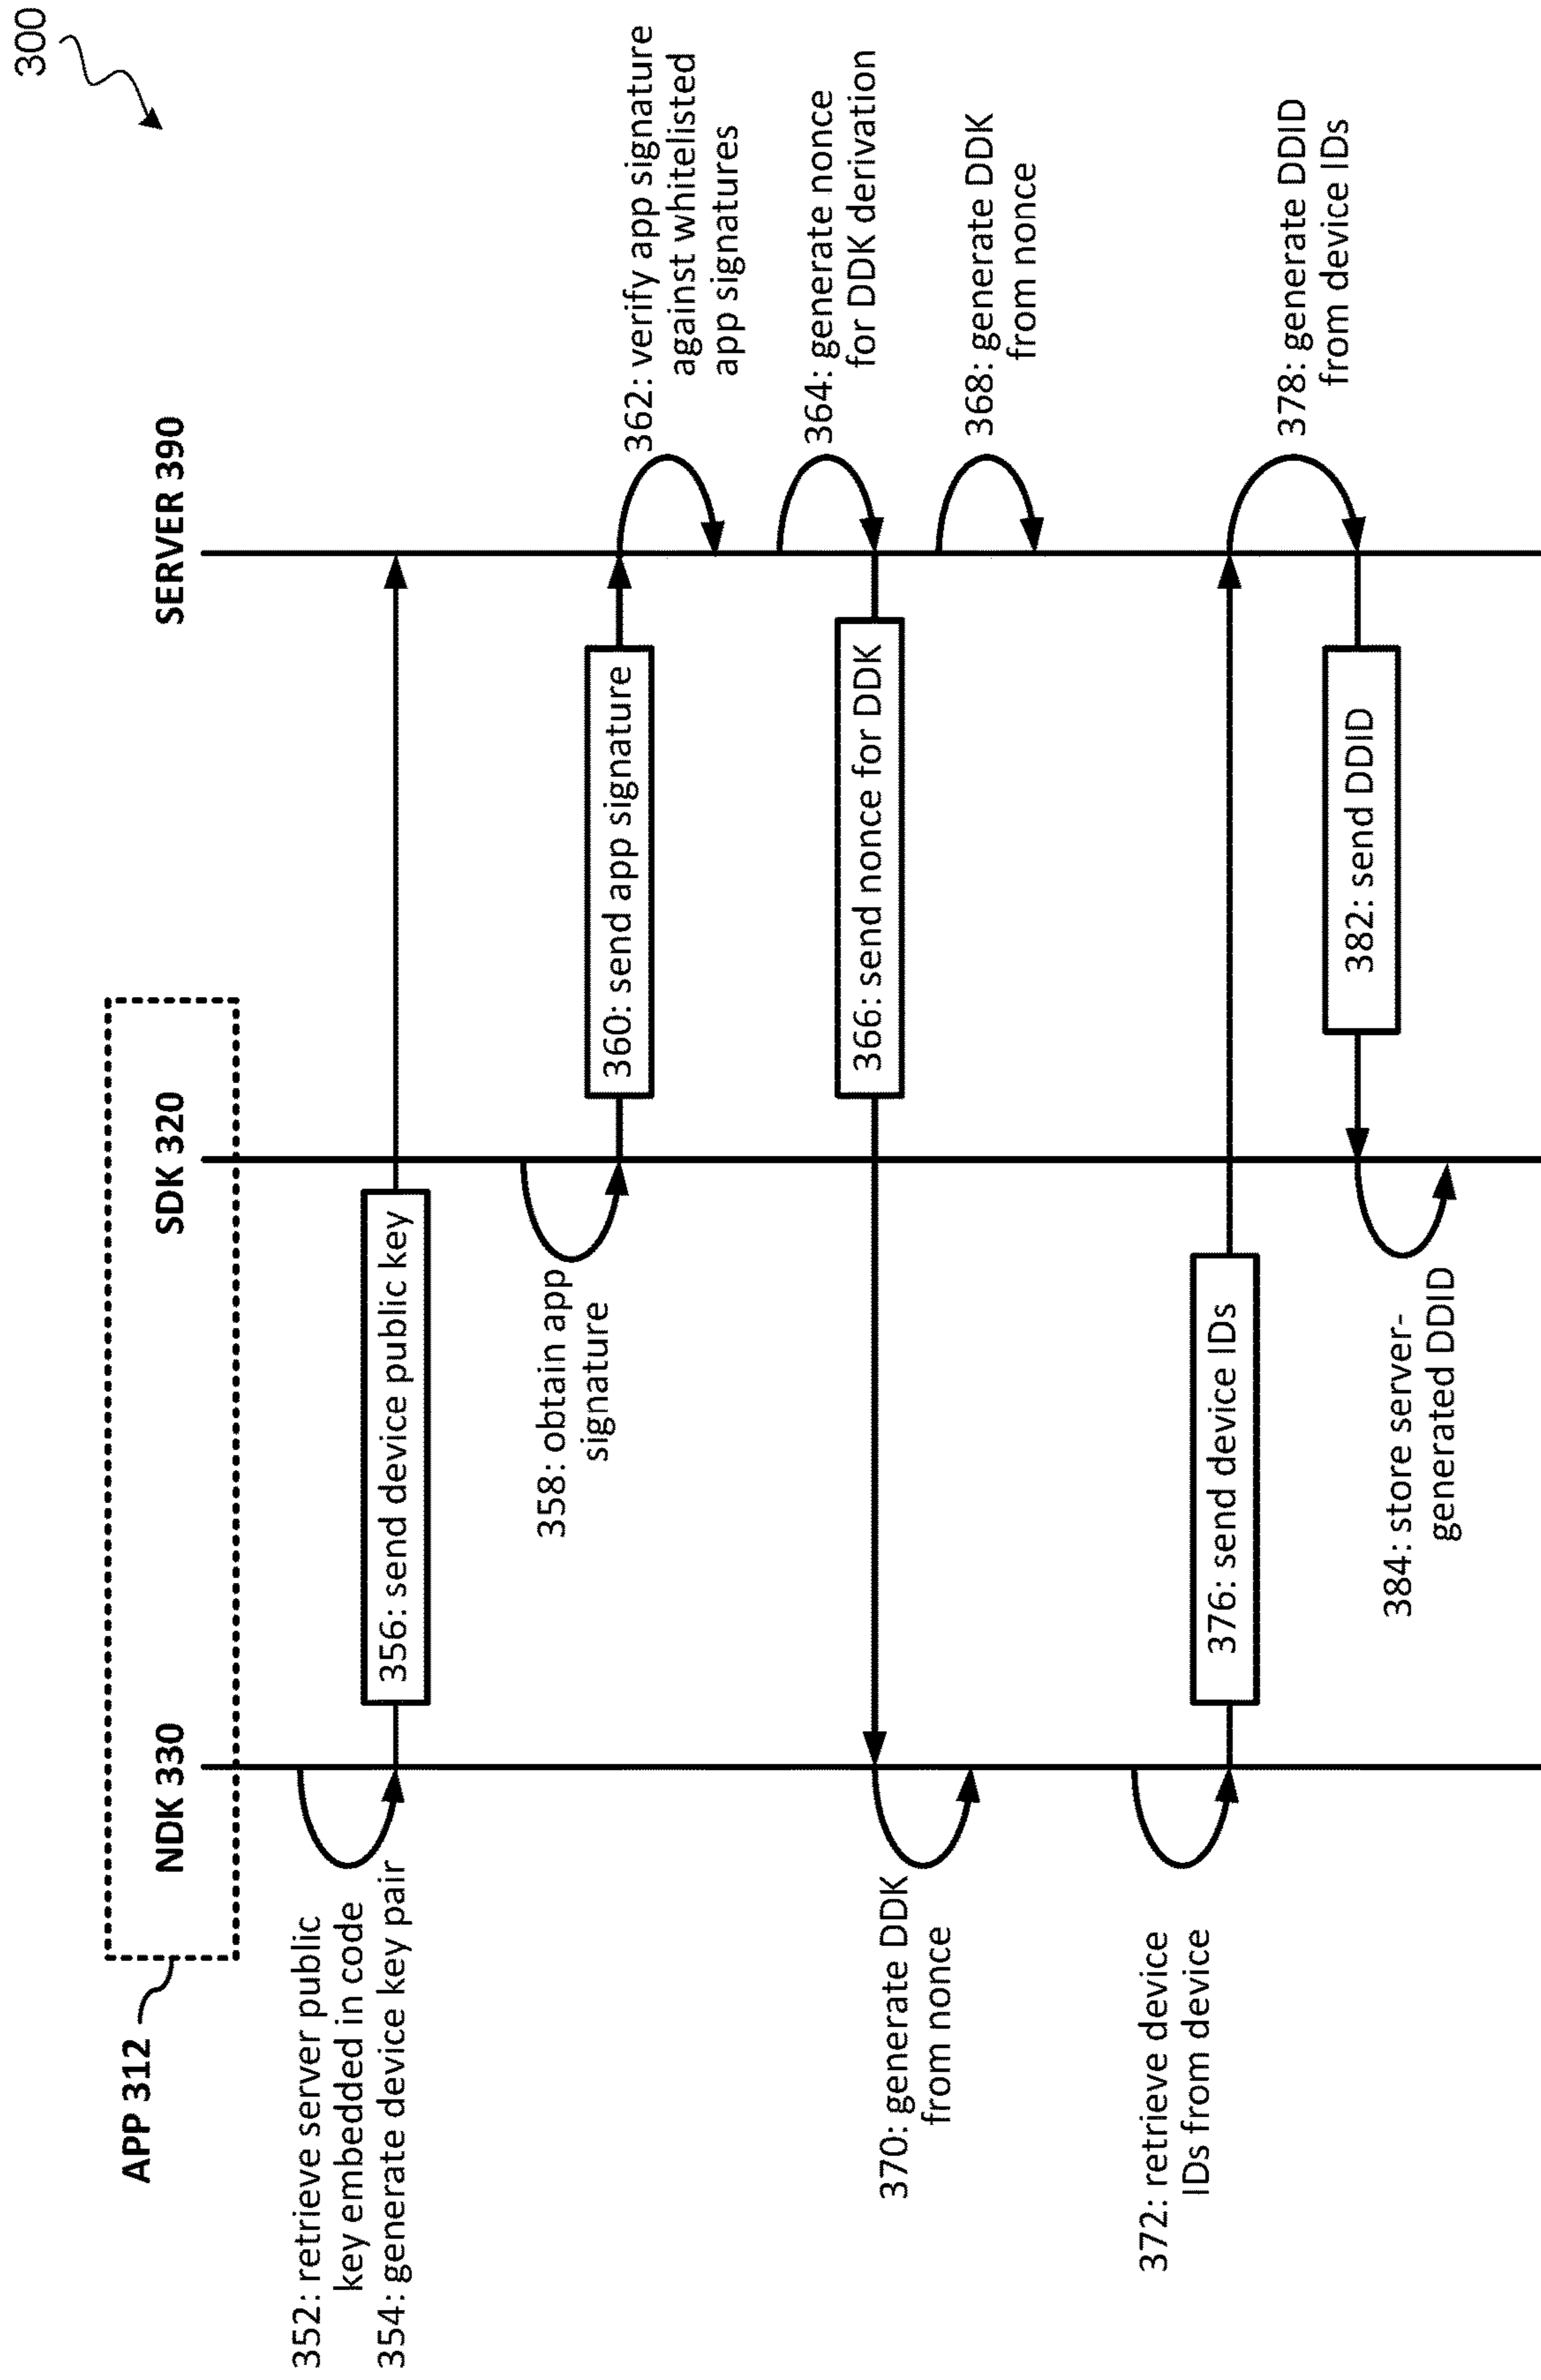 300
APP 312
NDK 330
SDK 320
SERVER 390
352: retrieve server public
key embedded in code
354: generate device key pair
356: send device public key
358: obtain app
signature
360: send app signature
362: verify app signature
against whitelisted
app signatures
364: generate nonce
for DDK derivation
366: send nonce for DDK
368: generate DDK
from nonce
370: generate DDK
from nonce
372: retrieve device
IDs from device
376: send device IDs
378: generate DDID
from device IDs
382: send DDID
384: store server-
generated DDID